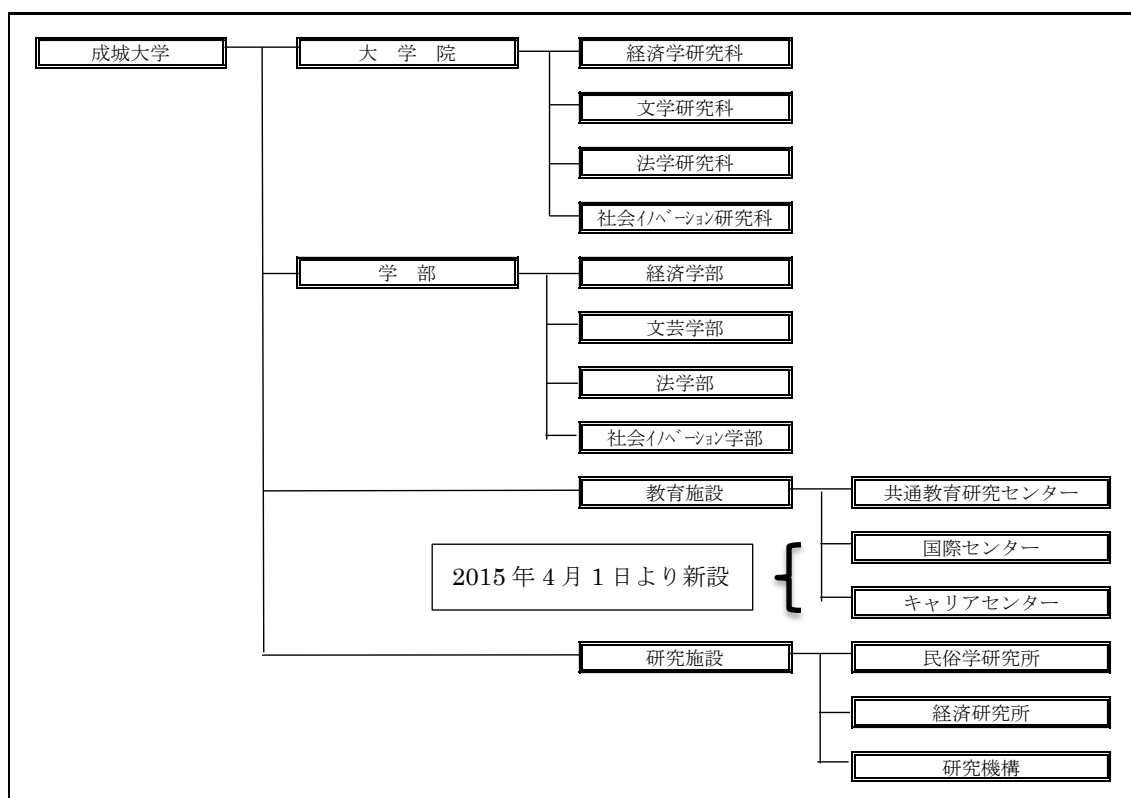 成城大学
大 学 院
経済学研究科
文学研究科
法学研究科
社会ｲﾉﾍﾞｰｼｮﾝ研究科
学 部
経済学部
文芸学部
法学部
社会ｲﾉﾍﾞｰｼｮﾝ学部
教育施設
共通教育研究センター
国際センター
2015 年 4 月 1 日より新設
キャリアセンター
研究施設
民俗学研究所
経済研究所
研究機構